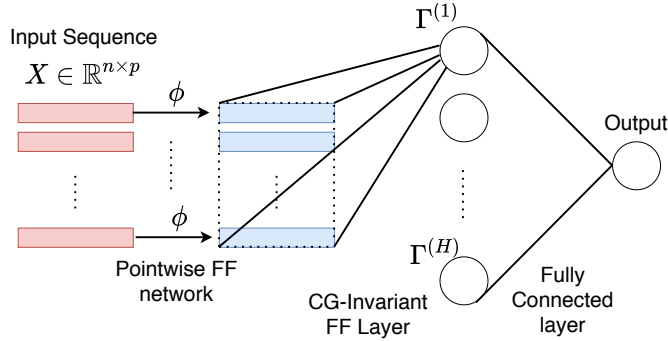 Input Sequence
X ∈ ℝ^{n×p}
ϕ
ϕ
Pointwise FF
network
Γ^{(1)}
Γ^{(H)}
CG-Invariant
FF Layer
Fully
Connected
layer
Output